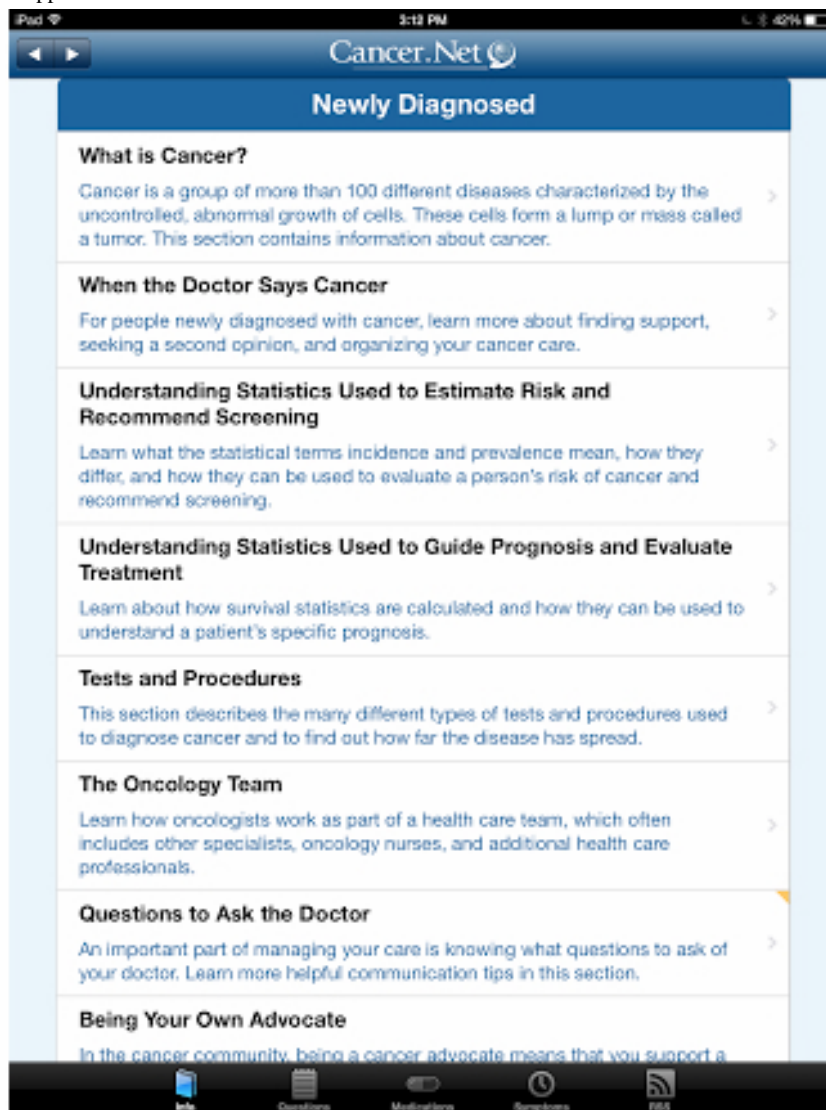 iPad 3:13 PM 42%
Cancer.Net
Newly Diagnosed
What is Cancer?
Cancer is a group of more than 100 different diseases characterized by the
uncontrolled, abnormal growth of cells. These cells form a lump or mass called
a tumor. This section contains information about cancer.
When the Doctor Says Cancer
For people newly diagnosed with cancer, learn more about finding support,
seeking a second opinion, and organizing your cancer care.
Understanding Statistics Used to Estimate Risk and
Recommend Screening
Learn what the statistical terms incidence and prevalence mean, how they
differ, and how they can be used to evaluate a person's risk of cancer and
recommend screening.
Understanding Statistics Used to Guide Prognosis and Evaluate
Treatment
Learn about how survival statistics are calculated and how they can be used to
understand a patient's specific prognosis.
Tests and Procedures
This section describes the many different types of tests and procedures used
to diagnose cancer and to find out how far the disease has spread.
The Oncology Team
Learn how oncologists work as part of a health care team, which often
includes other specialists, oncology nurses, and additional health care
professionals.
Questions to Ask the Doctor
An important part of managing your care is knowing what questions to ask of
your doctor. Learn more helpful communication tips in this section.
Being Your Own Advocate
In the cancer community, being a cancer advocate means that you support a
Info Questions Medications Symptoms RSS